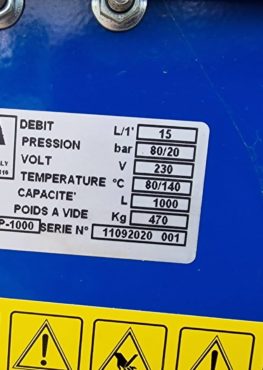 DEBIT L/1' 15
PRESSION bar 80/20
VOLT V 230
TEMPERATURE °C 80/140
CAPACITE' L 1000
POIDS A VIDE Kg 470
P-1000 SERIE N° 11092020 001